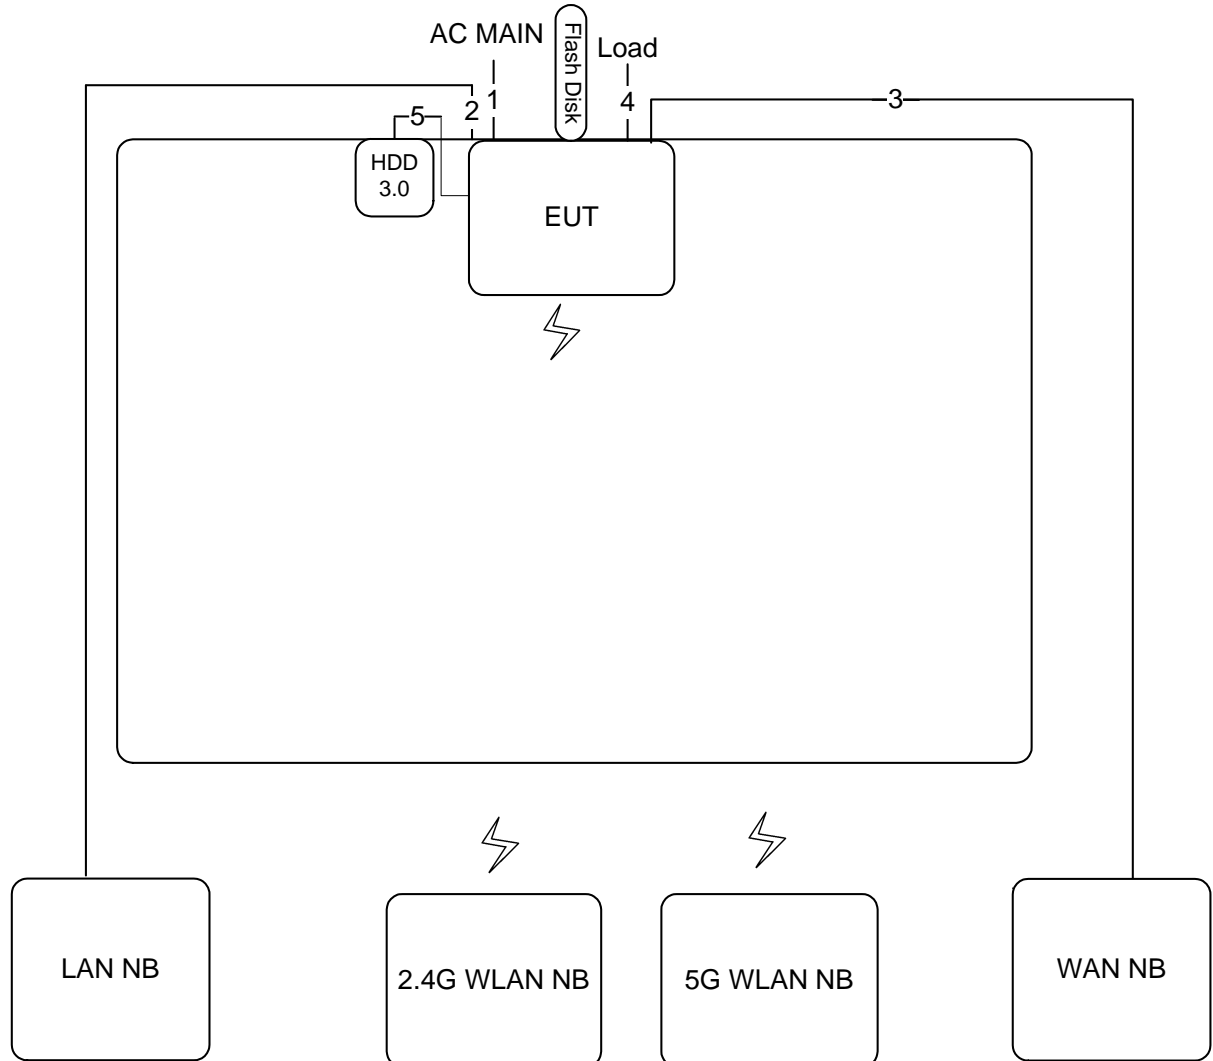 AC MAIN
Flash Disk
Load
1
2
3
4
5
HDD
3.0
EUT
LAN NB
2.4G WLAN NB
5G WLAN NB
WAN NB